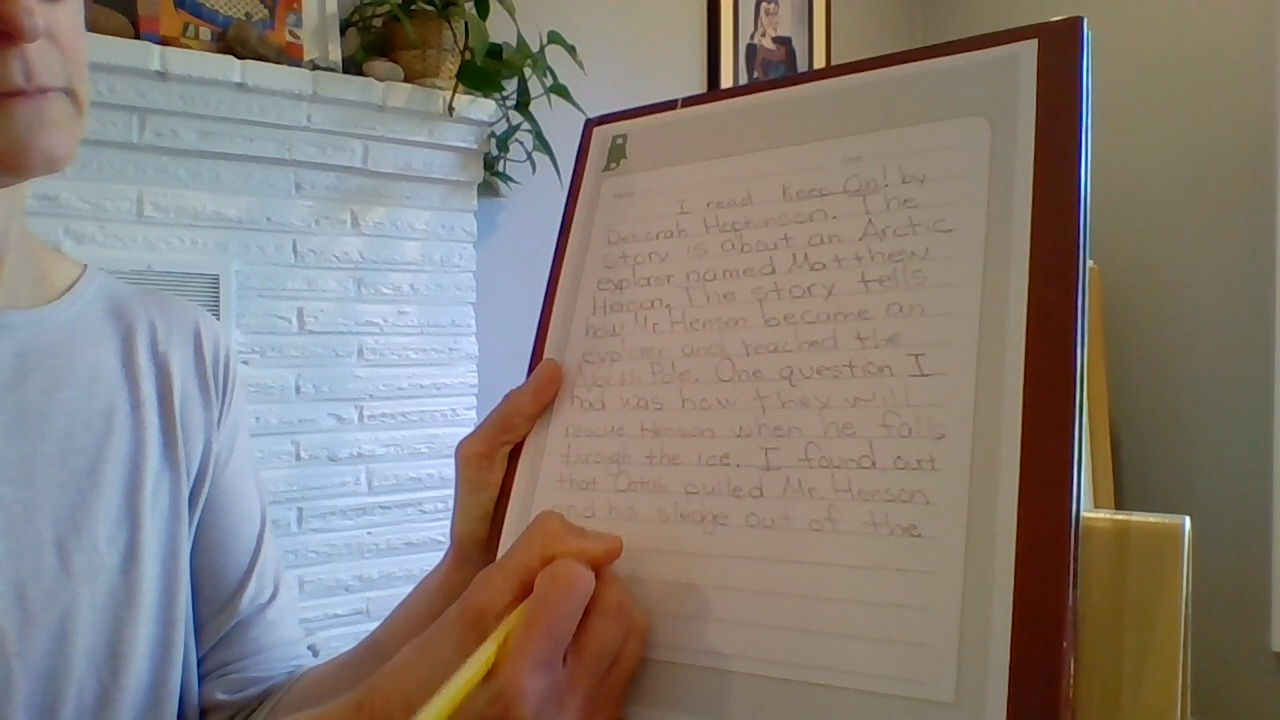 I read Keep On! by
Deborah Hopkinson. The
story is about an Arctic
explorer named Matthew
Henson. The story tells
how Mr. Henson became an
explorer and reached the
North Pole. One question I
had was how they will
rescue Henson when he falls
through the ice. I found out
that Ootah pulled Mr. Henson
and his sledge out of the